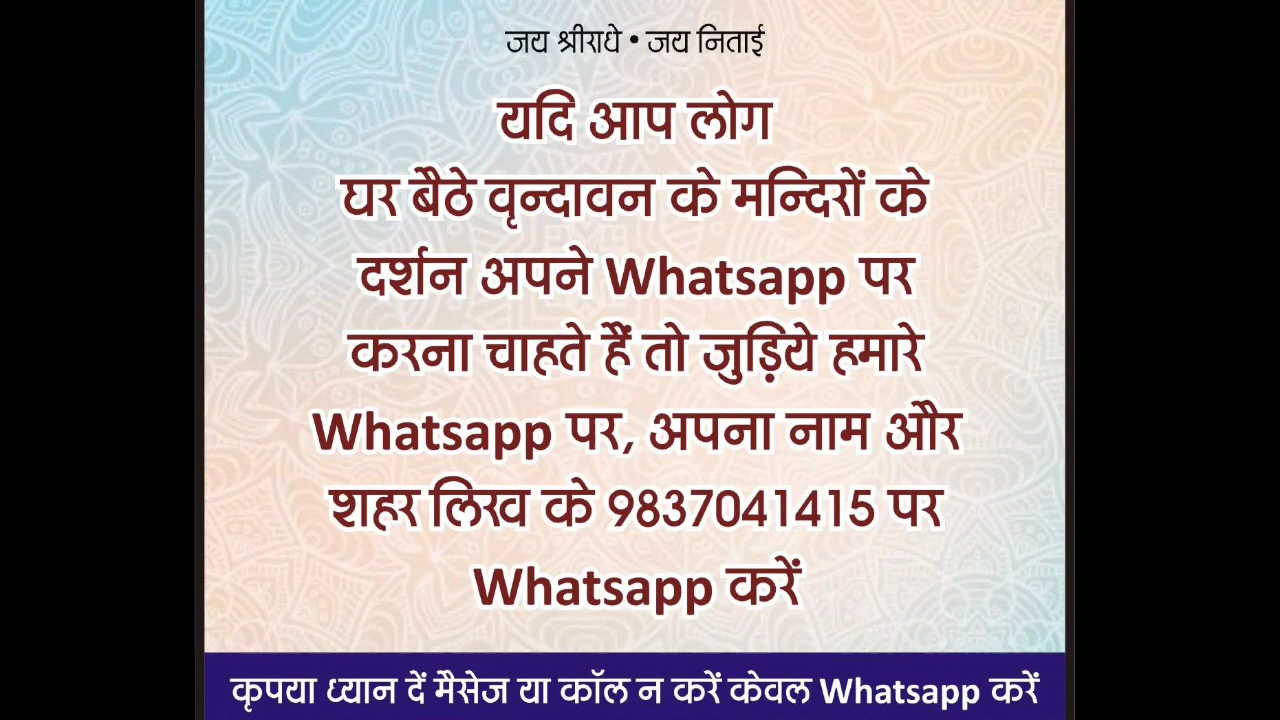 जय श्रीराधे • जय निताई
यदि आप लोग
घर बैठे वृन्दावन के मन्दिरों के
दर्शन अपने Whatsapp पर
करना चाहते हैं तो जुड़िये हमारे
Whatsapp पर, अपना नाम और
शहर लिख के 9837041415 पर
Whatsapp करें
कृपया ध्यान दें मैसेज या कॉल न करें केवल Whatsapp करें